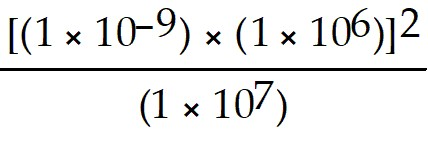 [(1 × 10⁻⁹) × (1 × 10⁶)]²
(1 × 10⁷)